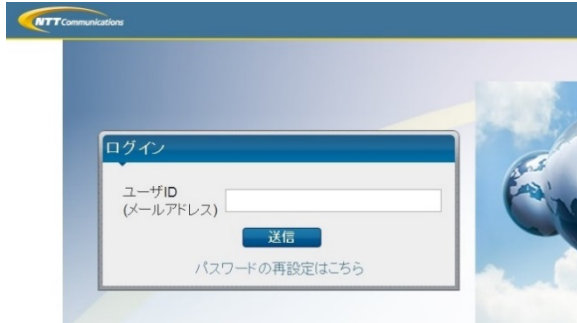 NTT Communications
ログイン
ユーザID
(メールアドレス)
送信
パスワードの再設定はこちら